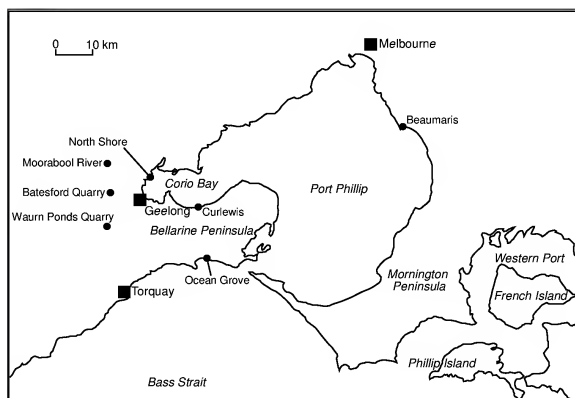 0 10 km
Melbourne
Beaumaris
North Shore
Moorabool River
Corio Bay
Batesford Quarry
Port Phillip
Geelong
Curlewis
Waurn Ponds Quarry
Bellarine Peninsula
Western Port
Mornington
Peninsula
Ocean Grove
French Island
Torquay
Phillip Island
Bass Strait